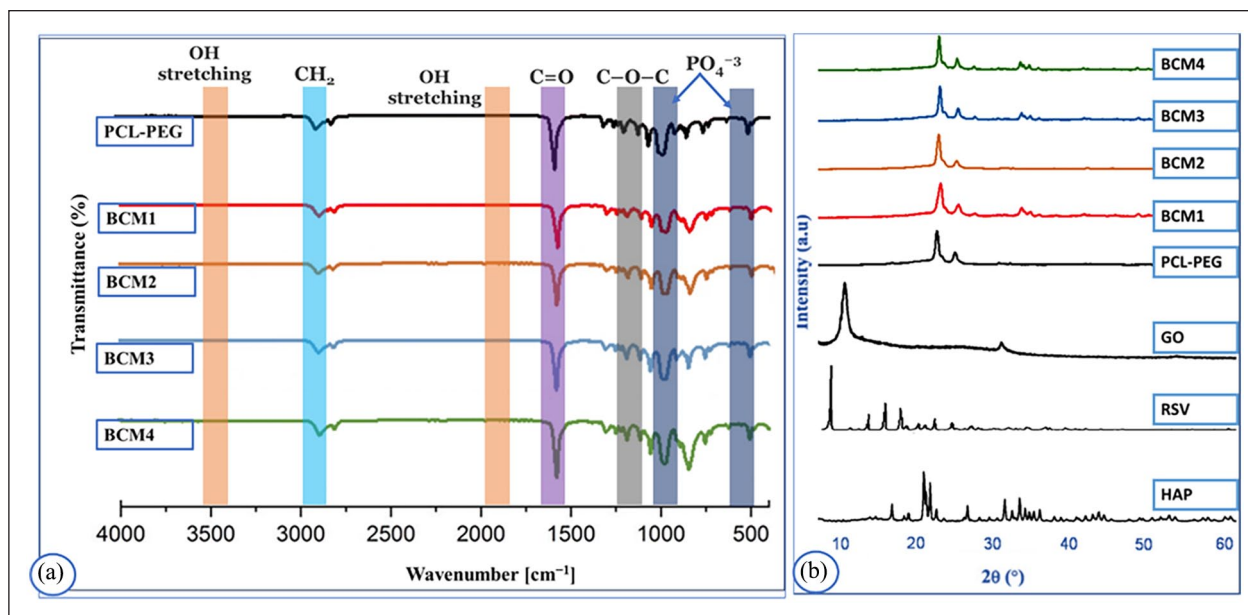 OH
stretching
CH₂
OH
stretching
C=O
C–O–C
PO₄⁻³
PCL-PEG
BCM1
BCM2
BCM3
BCM4
Transmittance (%)
4000 3500 3000 2500 2000 1500 1000 500
Wavenumber [cm⁻¹]
(a)
BCM4
BCM3
BCM2
BCM1
PCL-PEG
GO
RSV
HAP
Intensity (a.u)
10 20 30 40 50 60
2θ (°)
(b)